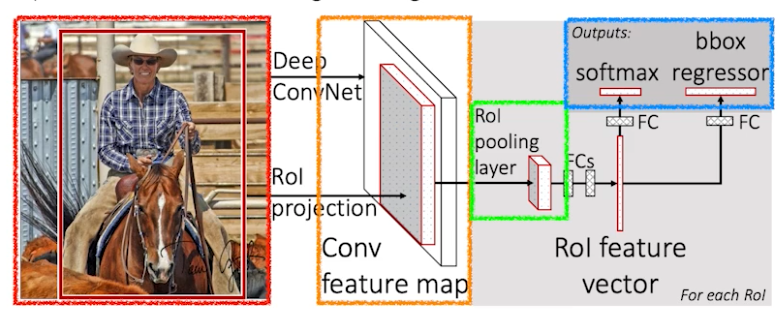 Deep
ConvNet
RoI
projection
Conv
feature map
RoI
pooling
layer
FCs
RoI feature
vector
Outputs:
softmax
bbox
regressor
FC
FC
For each RoI